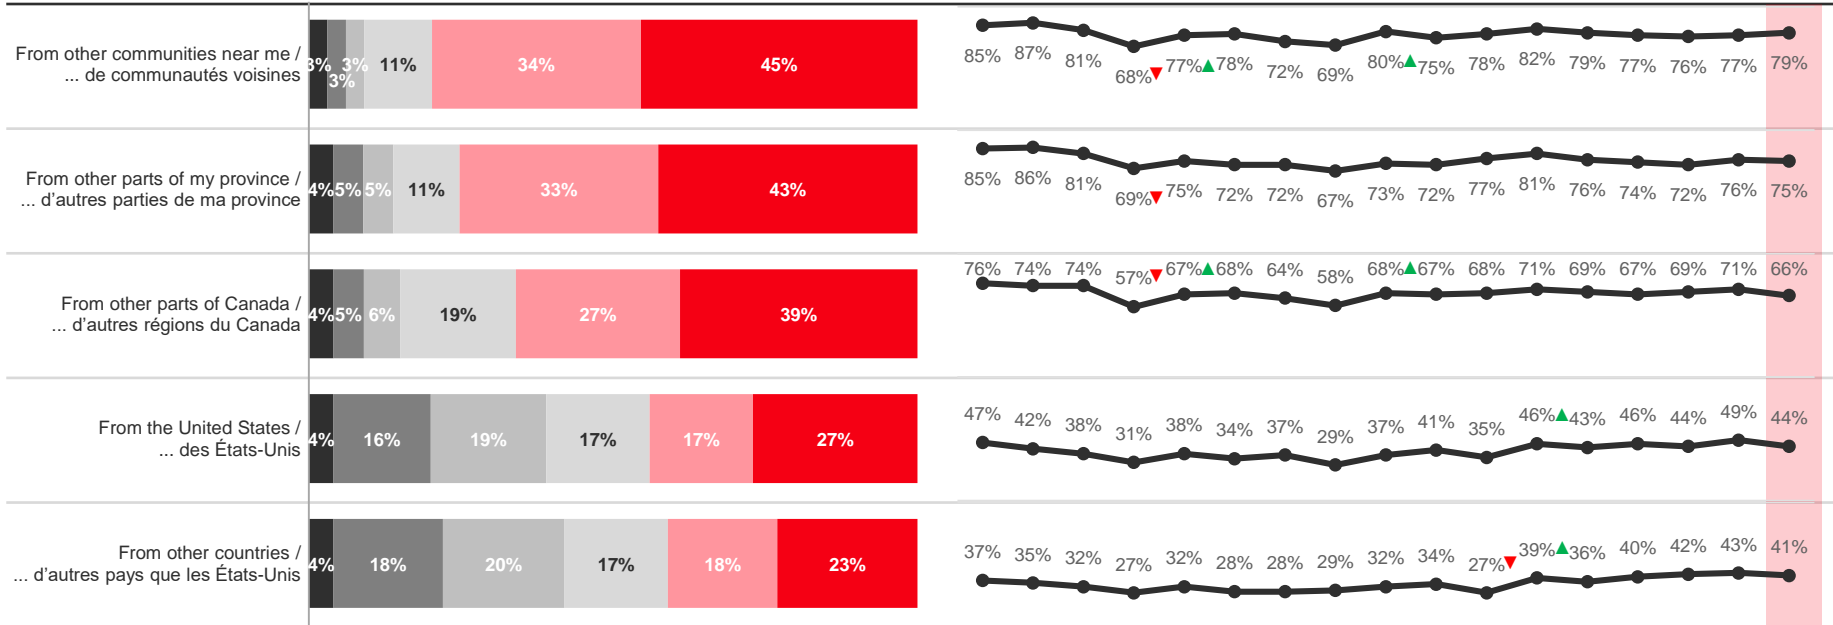 From other communities near me /
... de communautés voisines
3% 3% 3% 11% 34% 45%
85% 87% 81% 68% 77% 78% 72% 69% 80% 75% 78% 82% 79% 77% 76% 77% 79%
From other parts of my province /
... d'autres parties de ma province
4% 5% 5% 11% 33% 43%
85% 86% 81% 69% 75% 72% 72% 67% 73% 72% 77% 81% 76% 74% 72% 76% 75%
From other parts of Canada /
... d'autres régions du Canada
4% 5% 6% 19% 27% 39%
76% 74% 74% 57% 67% 68% 64% 58% 68% 67% 68% 71% 69% 67% 69% 71% 66%
From the United States /
... des États-Unis
4% 16% 19% 17% 17% 27%
47% 42% 38% 31% 38% 34% 37% 29% 37% 41% 35% 46% 43% 46% 44% 49% 44%
From other countries /
... d'autres pays que les États-Unis
4% 18% 20% 17% 18% 23%
37% 35% 32% 27% 32% 28% 28% 29% 32% 34% 27% 39% 36% 40% 42% 43% 41%